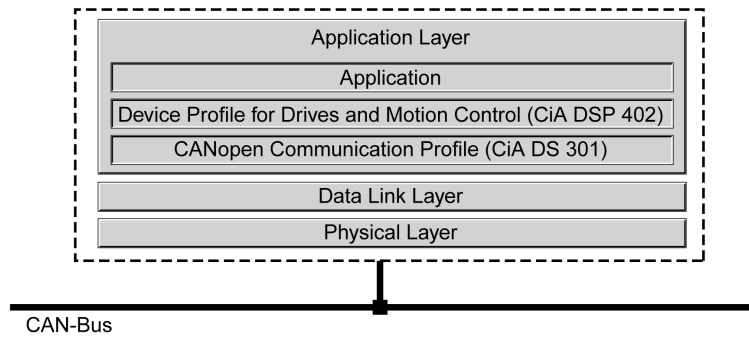 Application Layer
Application
Device Profile for Drives and Motion Control (CiA DSP 402)
CANopen Communication Profile (CiA DS 301)
Data Link Layer
Physical Layer
CAN-Bus